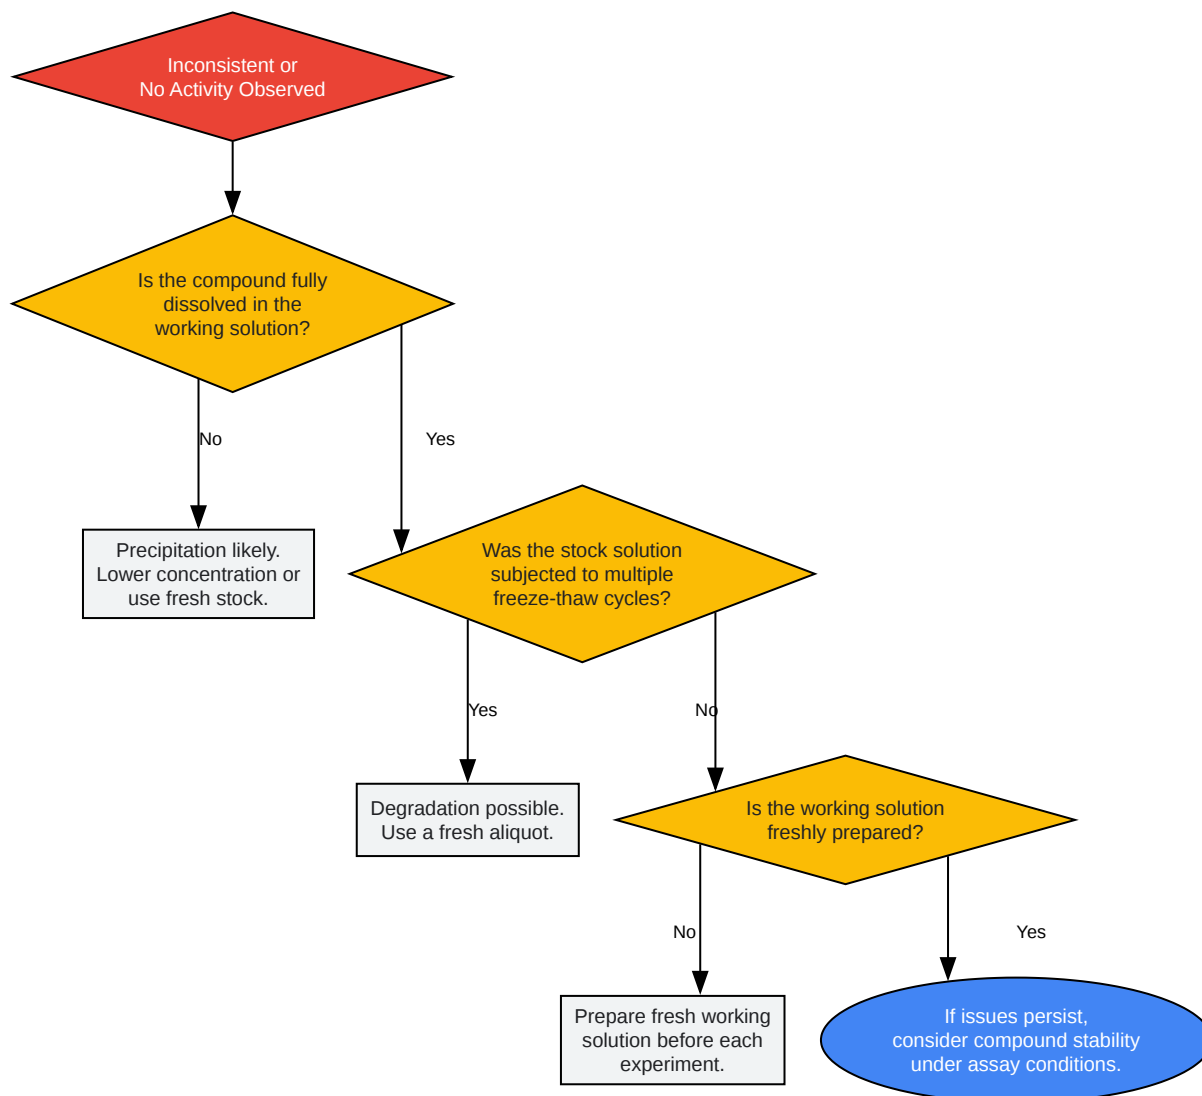 Inconsistent or
No Activity Observed
Is the compound fully
dissolved in the
working solution?
No
Yes
Precipitation likely.
Lower concentration or
use fresh stock.
Was the stock solution
subjected to multiple
freeze-thaw cycles?
Yes
No
Degradation possible.
Use a fresh aliquot.
Is the working solution
freshly prepared?
No
Yes
Prepare fresh working
solution before each
experiment.
If issues persist,
consider compound stability
under assay conditions.